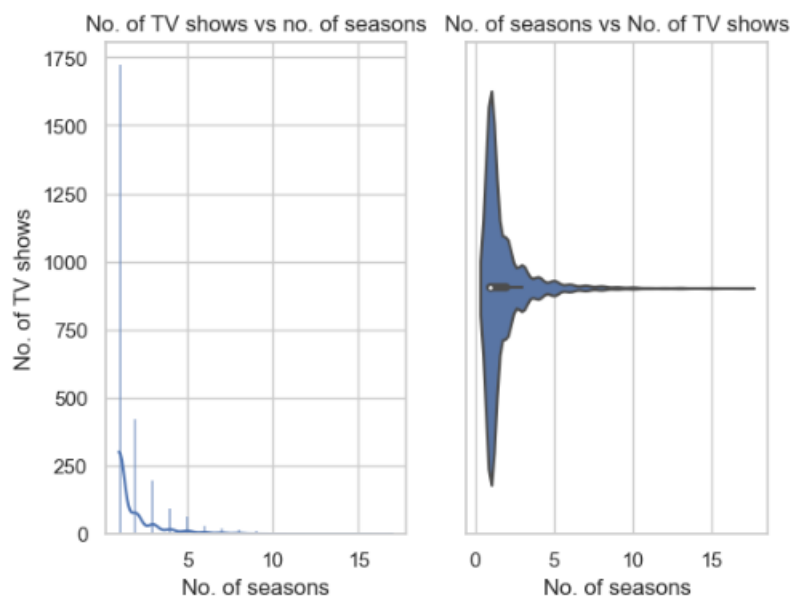 No. of TV shows vs no. of seasons
No. of TV shows
1750
1500
1250
1000
750
500
250
0
5 10 15
No. of seasons
No. of seasons vs No. of TV shows
0 5 10 15
No. of seasons